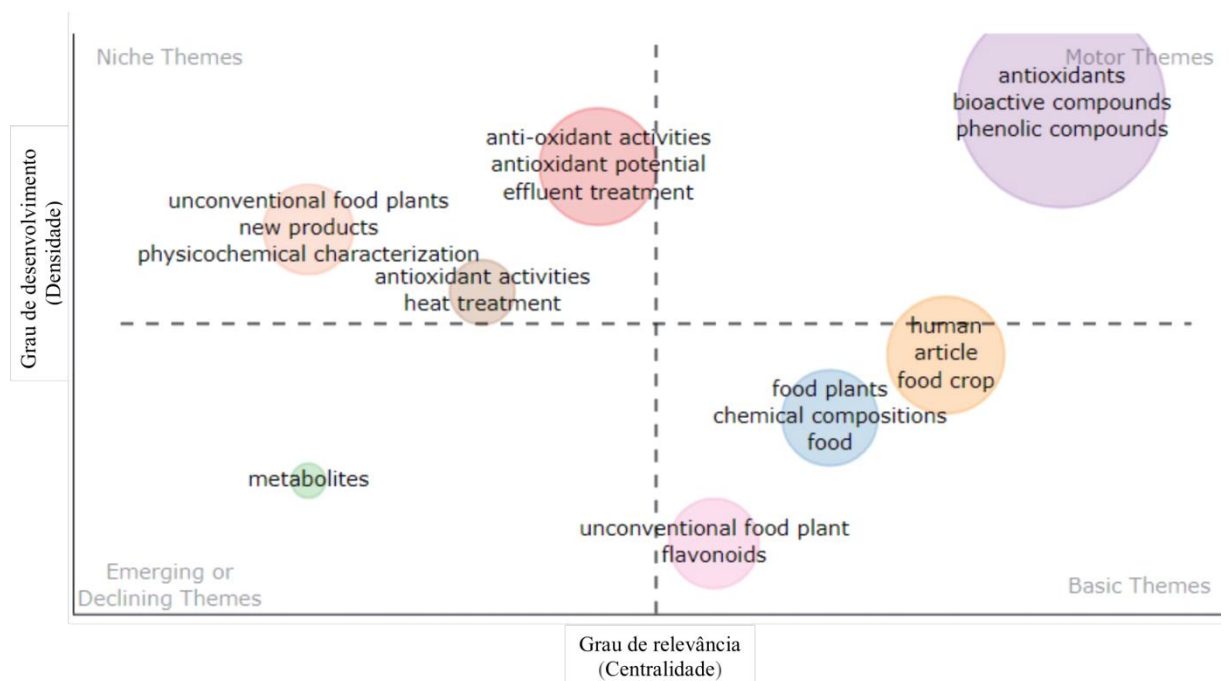 Niche Themes
Motor Themes
antioxidants
bioactive compounds
phenolic compounds
anti-oxidant activities
antioxidant potential
effluent treatment
unconventional food plants
new products
physicochemical characterization
antioxidant activities
heat treatment
human
article
food crop
food plants
chemical compositions
food
metabolites
unconventional food plant
flavonoids
Emerging or
Declining Themes
Basic Themes
Grau de desenvolvimento
(Densidade)
Grau de relevância
(Centralidade)